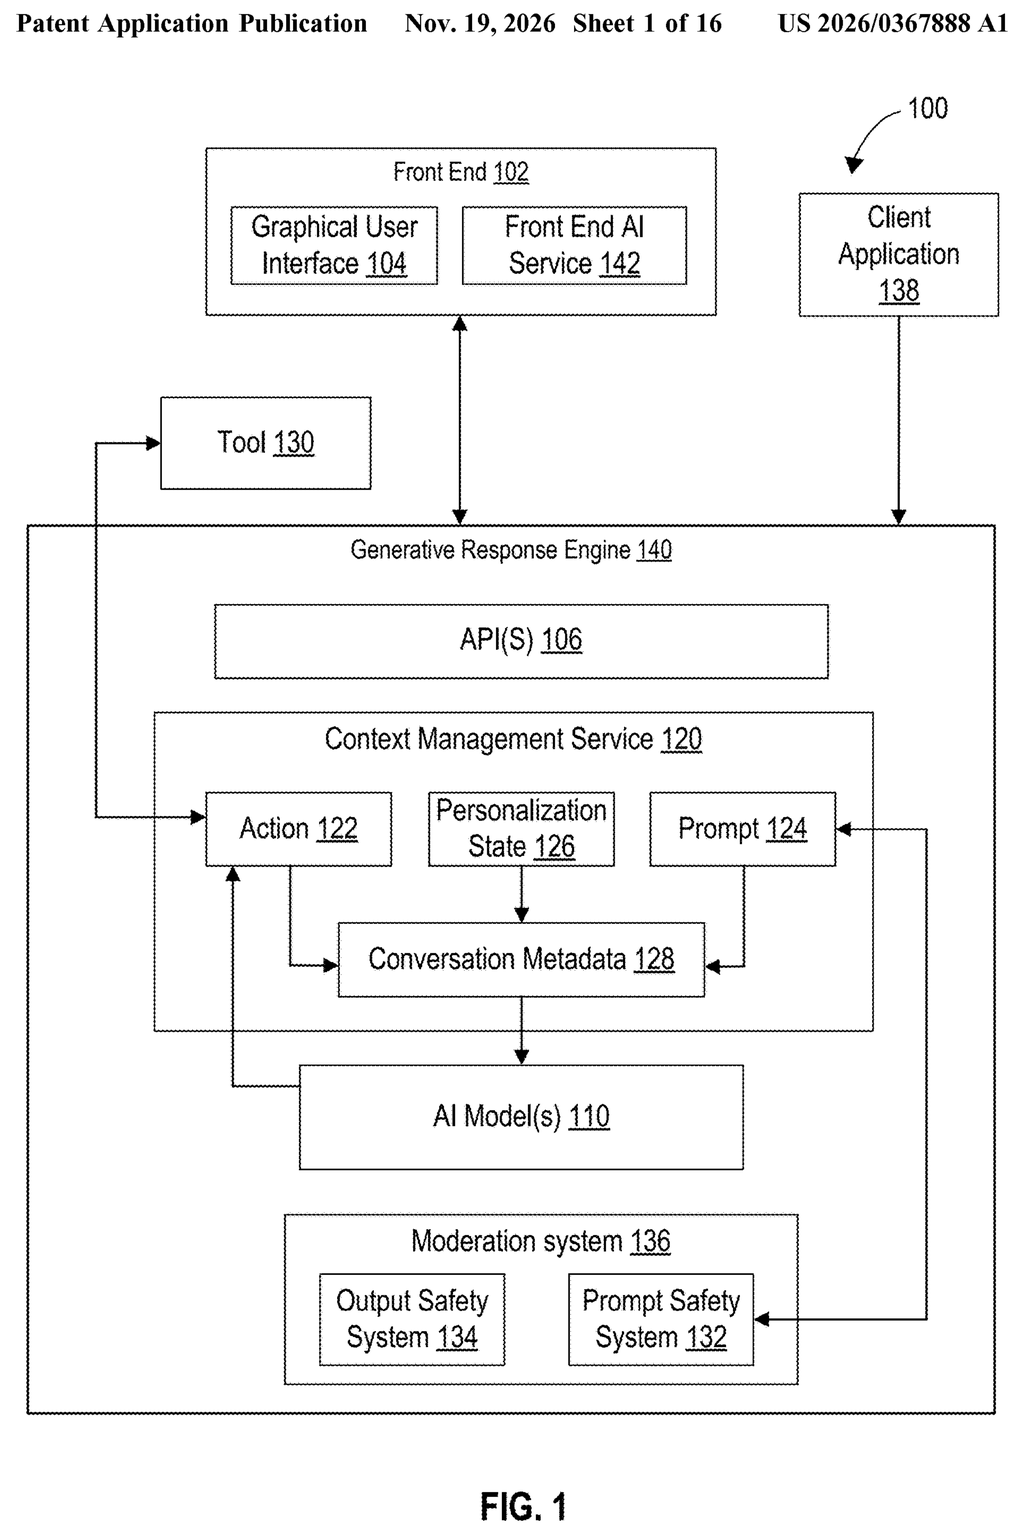 Patent Application Publication Nov. 19, 2026 Sheet 1 of 16 US 2026/0367888 A1
100
Front End 102
Graphical User
Interface 104
Front End AI
Service 142
Client
Application
138
Tool 130
Generative Response Engine 140
API(S) 106
Context Management Service 120
Action 122
Personalization
State 126
Prompt 124
Conversation Metadata 128
AI Model(s) 110
Moderation system 136
Output Safety
System 134
Prompt Safety
System 132
FIG. 1